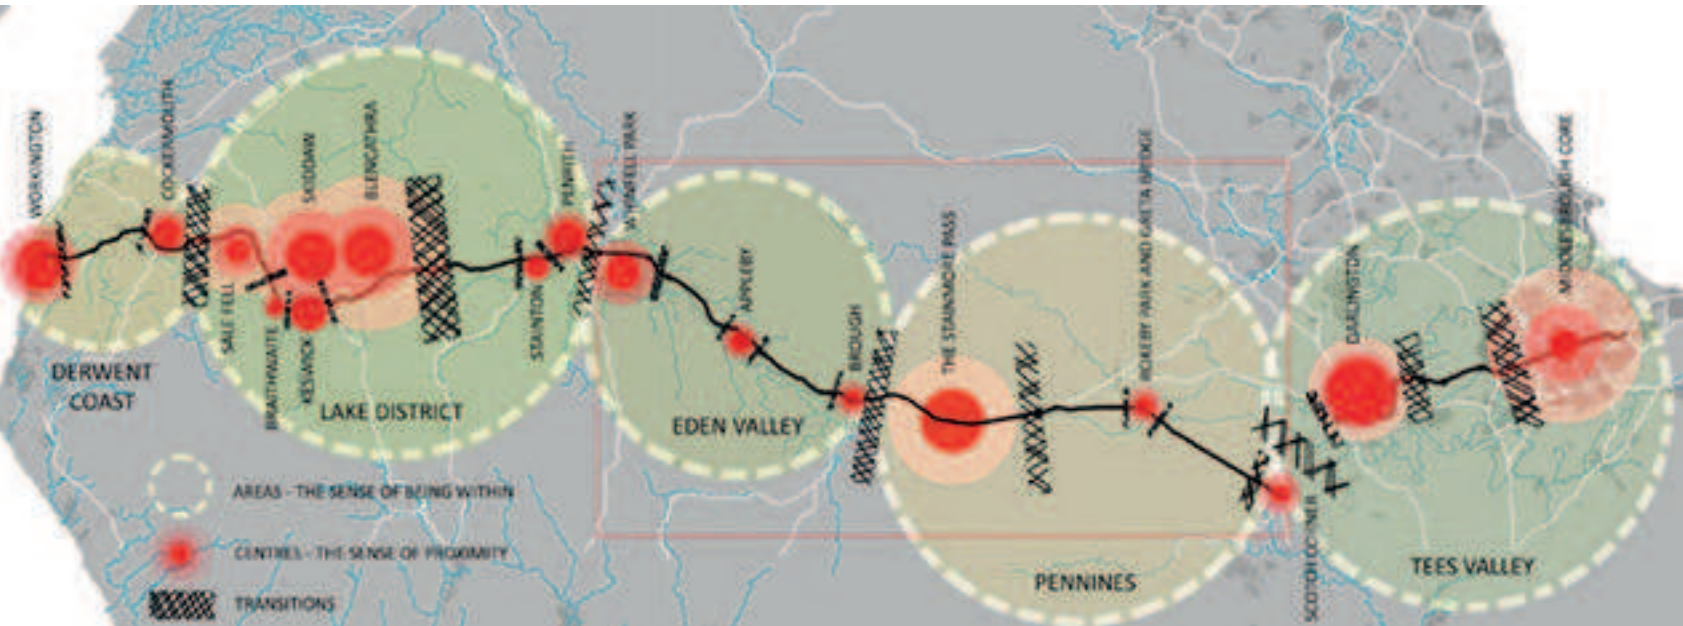 WORKINGTON
COCKERMOUTH
SALE FELL
BRAITHWAITE
KESWICK
SKIDDAW
BLENCATHRA
STAINTON
PENRITH
WHINFELL PARK
APPLEBY
BROUGH
THE STAINMORE PASS
ROKEBY PARK AND GRETA BRIDGE
SCOTCH CORNER
DARLINGTON
MIDDLESBROUGH CORE
DERWENT
COAST
LAKE DISTRICT
EDEN VALLEY
PENNINES
TEES VALLEY
AREAS - THE SENSE OF BEING WITHIN
CENTRES - THE SENSE OF PROXIMITY
TRANSITIONS